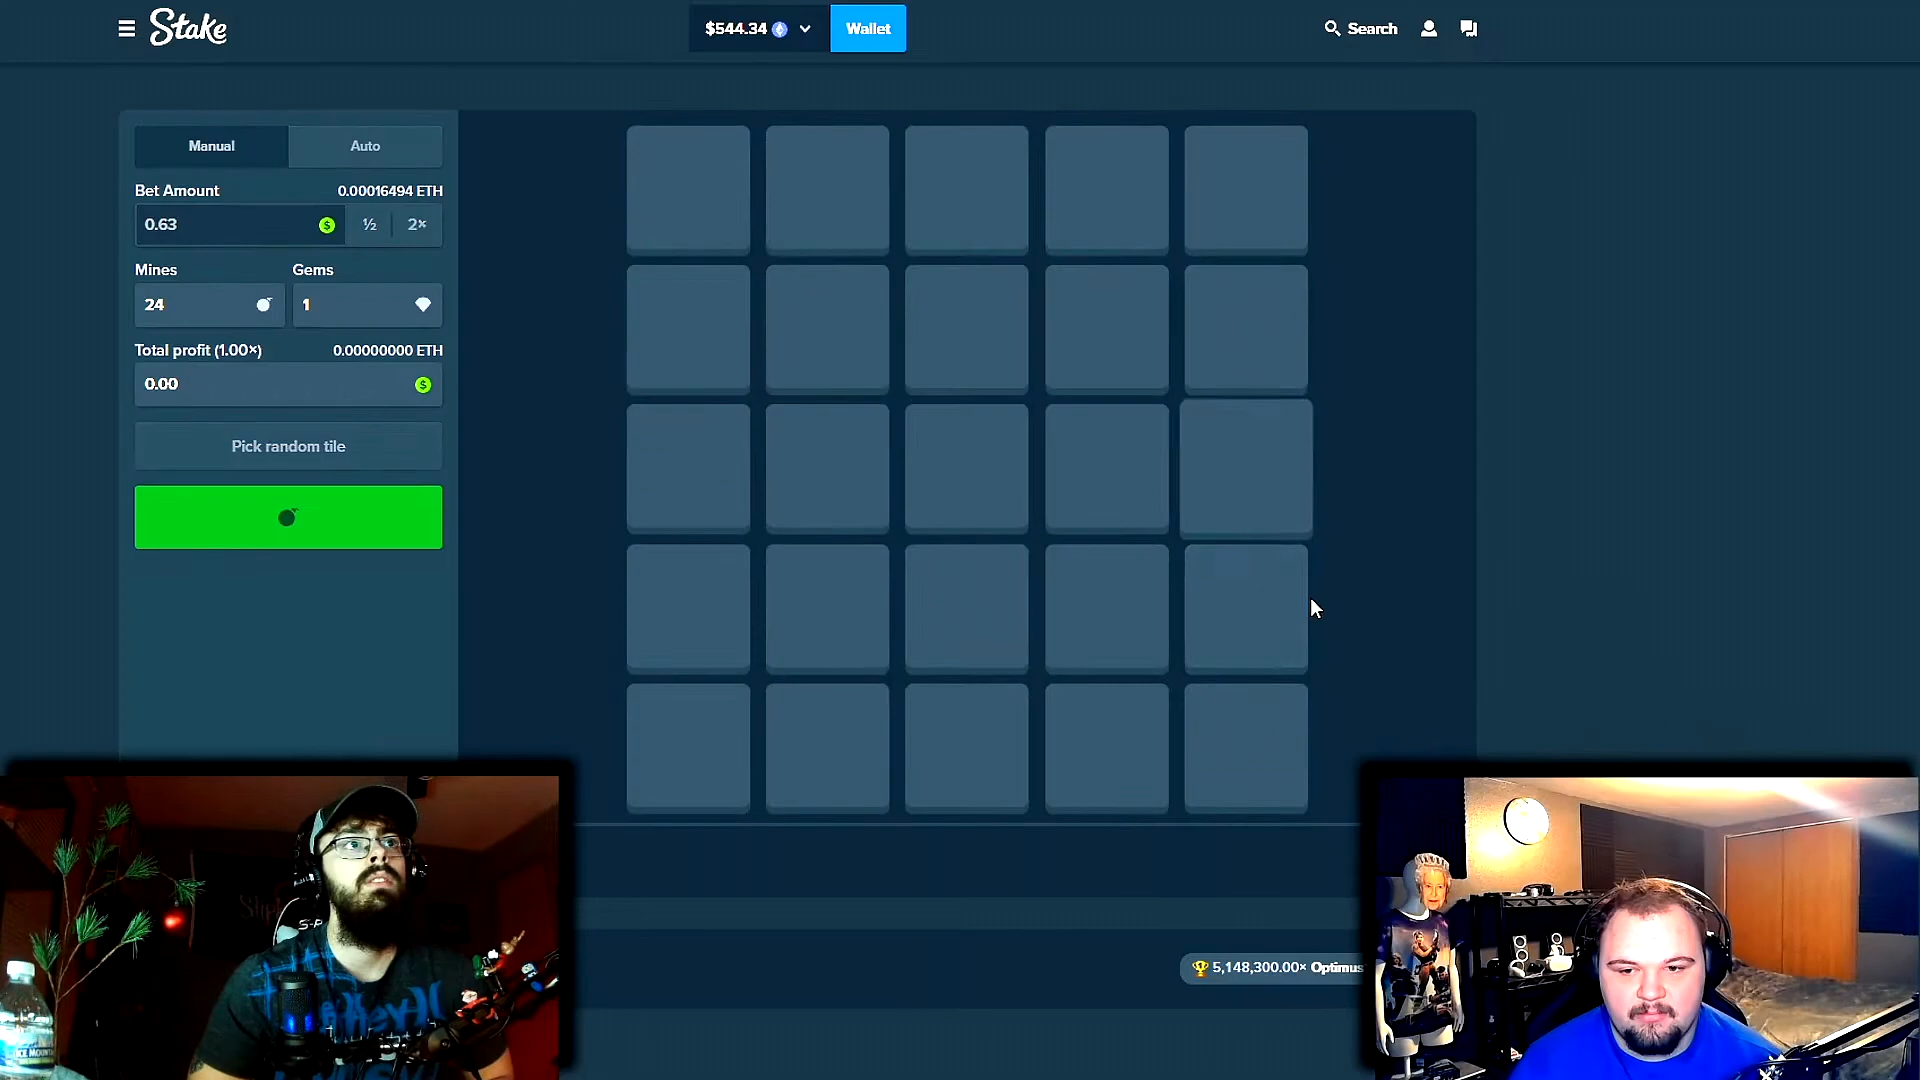 Stake
$544.34
Wallet
Search
Manual
Auto
Bet Amount
0.00016494 ETH
0.63
½
2×
Mines
Gems
24
1
Total profit (1.00×)
0.00000000 ETH
0.00
Pick random tile
5,148,300.00× Optimus
S-P
ICE MOUNTAIN